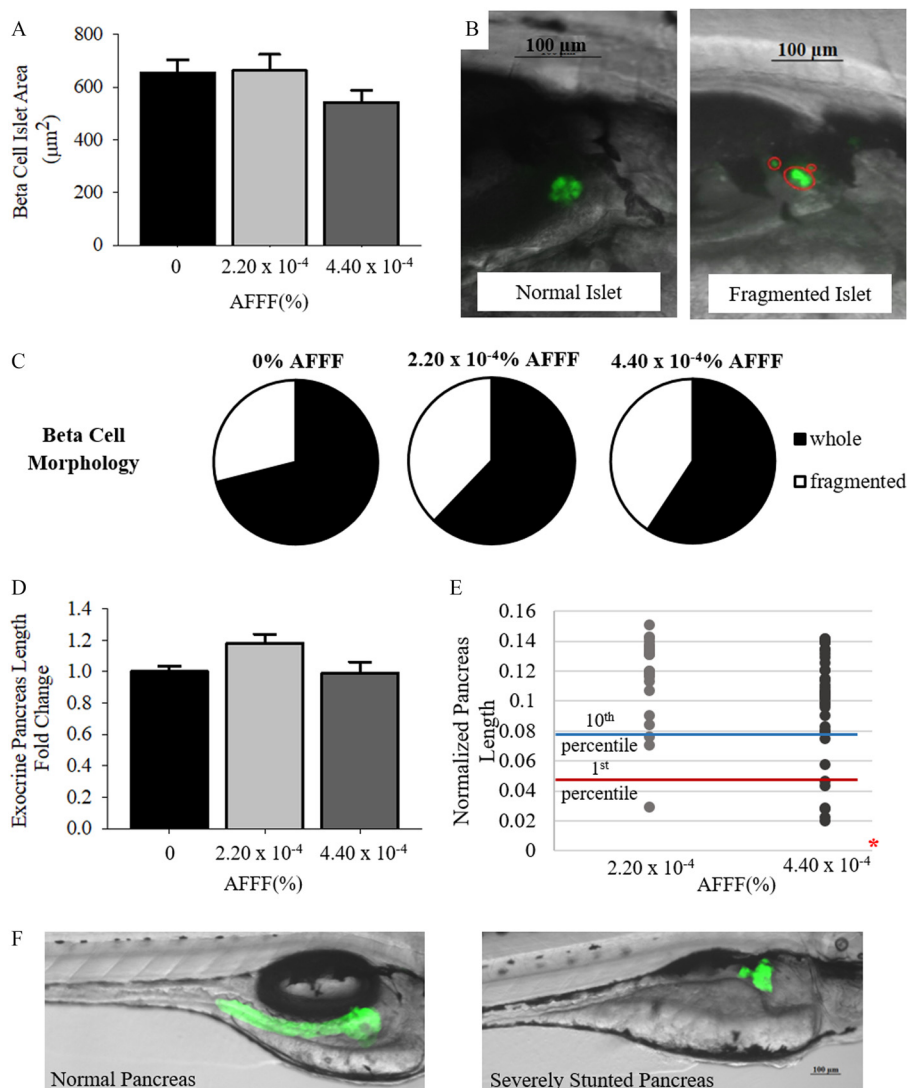 A
800
600
400
200
0
Beta Cell Islet Area
(μm²)
0
2.20 x 10⁻⁴
4.40 x 10⁻⁴
AFFF(%)
B
100 μm
Normal Islet
100 μm
Fragmented Islet
C
0% AFFF
2.20 x 10⁻⁴% AFFF
4.40 x 10⁻⁴% AFFF
Beta Cell
Morphology
whole
fragmented
D
1.4
1.2
1.0
0.8
0.6
0.4
0.2
0.0
Exocrine Pancreas Length
Fold Change
0
2.20 x 10⁻⁴
4.40 x 10⁻⁴
AFFF(%)
E
0.16
0.14
0.12
0.1
0.08
0.06
0.04
0.02
0
Normalized Pancreas
Length
10th
percentile
1st
percentile
*
2.20 x 10⁻⁴
4.40 x 10⁻⁴
AFFF(%)
F
Normal Pancreas
Severely Stunted Pancreas
100 μm